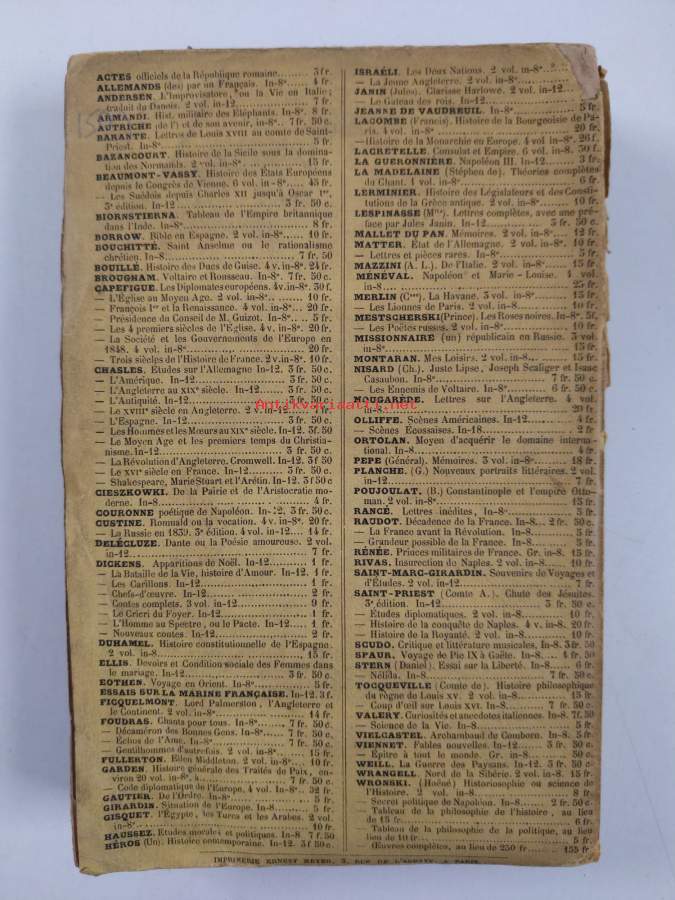 ACTES officiels de la République romaine...... 3 fr.
ALLEMANDS (des) par un Français. In-8°...... 4 fr.
ANDERSEN. L'Improvisatore, ou la Vie en Italie;
traduit du Danois. 2 vol. in-12...... 7 fr.
ARMANDI. Hist. militaire des Éléphants. In-8°. 8 fr.
AUTRICHE (de l') et de son avenir, in-8°. 7 fr. 50 c.
BARANTE. Lettres de Louis XVIII au comte de Saint-
Priest. In-8°...... 5 fr.
BAZANCOURT. Histoire de la Sicile sous la domina-
tion des Normands. 2 vol. in-8°...... 15 fr.
BEAUMONT-VASSY. Histoire des États Européens
depuis le Congrès de Vienne. 6 vol. in-8°...... 45 fr.
— Les Suédois depuis Charles XII jusqu'à Oscar Ier,
3e édition. In-12...... 3 fr. 50 c.
BIORNSTIERNA. Tableau de l'Empire britannique
dans l'Inde. In-8°...... 8 fr.
BORROW. Bible en Espagne. 2 vol. in-8°...... 10 fr.
BOUCHITTÉ. Saint Anselme ou le rationalisme
chrétien. In-8...... 7 fr. 50
BOUILLÉ. Histoire des Ducs de Guise. 4 v. in-8°. 24 fr.
BROUGHAM. Voltaire et Rousseau. In-8°. 7 fr. 50 c.
CAPEFIGUE. Les Diplomates européens. 4 v. in-8°. 30 f.
— L'Église au Moyen Age. 2 vol. in-8°...... 10 fr.
— François Ier et la Renaissance. 4 vol. in-8°... 20 f.
— Présidence du Conseil de M. Guizot. In-8°... 5 fr.
— Les 4 premiers siècles de l'Église. 4 v. in-8°. 20 fr.
— La Société et les Gouvernements de l'Europe en
1848. 4 vol. in-8°...... 20 fr.
— Trois siècles de l'Histoire de France. 2 v. in-8°. 10 fr.
CHASLES. Études sur l'Allemagne In-12. 3 fr. 50 c.
— L'Amérique. In-12...... 3 fr. 50 c.
— L'Angleterre au XIXe siècle. In-12... 3 fr. 50 c.
— L'Antiquité. In-12...... 3 fr. 50 c.
— Le XVIIIe siècle en Angleterre. 2 v. in-12... 7 fr.
— L'Espagne. In-12...... 3 fr. 50 c.
— Les Hommes et les Mœurs au XIXe siècle. In-12. 3 f. 50
— Le Moyen Age et les premiers temps du Christia-
nisme. In-12...... 3 fr. 50 c.
— La Révolution d'Angleterre. Cromwell. In-12. 3 f 50
— Le XVIe siècle en France. In-12...... 3 fr. 50 c.
— Shakespeare, Marie Stuart et l'Arétin. In-12. 3 f 50 c
CIESZKOWKI. De la Pairie et de l'Aristocratie mo-
derne. In-8...... 4 fr.
COURONNE poétique de Napoléon. In-12. 3 fr. 50 c.
CUSTINE. Romuald ou la vocation. 4 v. in-8°. 20 fr.
— La Russie en 1839. 3e édition. 4 vol. in-12... 14 fr.
DELÉCLUZE. Dante ou la Poésie amoureuse. 2 vol.
in-12...... 7 fr.
DICKENS. Apparitions de Noël. In-12...... 1 fr.
— La Bataille de la Vie, histoire d'Amour. In-12. 1 fr.
— Les Carillons. In-12...... 1 fr.
— Chefs-d'œuvre. In-12...... 2 fr.
— Contes complets. 3 vol. in-12...... 9 fr.
— Le Cricri du Foyer. In-12...... 1 fr.
— L'Homme au Spectre, ou le Pacte. In-12... 1 fr.
— Nouveaux contes. In-12...... 2 fr.
DUHAMEL. Histoire constitutionnelle de l'Espagne.
2 vol. in-8°...... 15 fr.
ELLIS. Devoirs et Condition sociale des Femmes dans
le mariage. In-12...... 3 fr. 50 c.
EOTHEN. Voyage en Orient. In-8°...... 5 fr.
ESSAIS SUR LA MARINE FRANÇAISE. In-12. 3 f.
FICQUELMONT. Lord Palmerston, l'Angleterre et
le Continent. 2 vol. in-8°...... 14 fr.
FOUDRAS. Chants pour tous. In-8°...... 7 fr. 50 c.
— Décaméron des Bonnes Gens. In-8°... 7 fr. 50 c.
— Échos de l'Ame. In-8°...... 7 fr. 50 c.
— Gentilhommes d'autrefois. 2 vol. in-8°...... 15 fr.
FULLERTON. Ellen Middleton. 2 vol. in-8°... 10 fr.
GARDEN. Histoire générale des Traités de Paix, en-
viron 20 vol. in-8°. à...... 7 fr. 50 c.
— Code diplomatique de l'Europe. 4 vol. In-8°... 32 fr.
GAUTIER. De l'Ordre. In-8°...... 5 fr.
GIRARDIN. Situation de l'Europe. In-8...... 5 fr.
GISQUET. L'Égypte, les Turcs et les Arabes. 2 vol.
in-8°...... 10 fr.
HAUSSEZ. Études morales et politiques. In-8. 7 f. 50
HÉROS (Un). Histoire contemporaine. In-12. 3 f. 50 c.
ISRAÉLI. Les Deux Nations. 2 vol. in-8°......
— La Jeune Angleterre. 2 vol. in-8°......
JANIN (Jules). Clarisse Harlowe. 2 vol. in-12......
— Le Gateau des rois. In-12......
JEANNE DE VAUDREUIL. In-8°...... 5 fr.
LACOMBE (Francis). Histoire de la Bourgeoisie de Pa-
ris. 4 vol. in-8°...... 20 fr.
— Histoire de la Monarchie en Europe. 4 vol in-8°. 26 f.
LACRETELLE. Consulat et Empire. 6 vol. in-8. 30 f.
LA GUERONNIÈRE. Napoléon III. In-12...... 3 fr.
LA MADELAINE (Stéphen de). Théories complètes
du Chant. 1 vol. in-8°...... 6 fr.
LERMINIER. Histoire des Législateurs et des Consti-
tutions de la Grèce antique. 2 vol. in-8°...... 10 fr.
LESPINASSE (Mlle). Lettres complètes, avec une pré-
face par Jules Janin. In-12...... 3 fr. 50 c.
MALLET DU PAN. Mémoires. 2 vol. in-8°...... 12 fr.
MATTER. État de l'Allemagne. 2 vol. in-8°. 10 fr.
— Lettres et pièces rares. In-8°...... 5 fr.
MAZZINI (A. L.). De l'Italie. 2 vol. in-8°...... 15 fr.
MÉNEVAL. Napoléon et Marie-Louise. 4 vol.
in-8...... 25 fr.
MERLIN (Csse). La Havane. 3 vol. in-8°...... 15 fr.
— Les Lionnes de Paris. 2 vol. in-8°...... 10 fr.
MESTSCHERSKI (Prince). Les Roses noires. In-8°. 5 f.
— Les Poëtes russes. 2 vol. in-8°...... 10 fr.
MISSIONNAIRE (un) républicain en Russie. 3 vol.
in-8°...... 15 fr.
MONTARAN. Mes Loisirs. 2 vol. in-8...... 15 fr.
NISARD (Ch.). Juste Lipse, Joseph Scaliger et Isaac
Casaubon. In-8°...... 7 fr. 50 c.
— Les Ennemis de Voltaire. In-8°...... 6 fr. 50 c.
MOUGARÈDE. Lettres sur l'Angleterre. 4 vol.
20 fr.
OLLIFFE. Scènes Américaines. In-12...... 4 fr.
— Scènes Écossaises. In-18...... 2 fr
ORTOLAN. Moyen d'acquérir le domaine interna-
tional. In-8...... 4 fr.
PEPE (Général). Mémoires. 3 vol. in-8°...... 18 fr.
PLANCHE. (G.) Nouveaux portraits littéraires. 2 vol.
in-12...... 7 fr.
POUJOULAT. (B.) Constantinople et l'empire Otto-
man. 2 vol. in-8°...... 15 fr.
RANCÉ. Lettres inédites, In-8°...... 3 fr.
RAUDOT. Décadence de la France. In-8... 2 fr. 50 c.
— La France avant la Révolution. In-8...... 5 fr.
— Grandeur possible de la France. In-8...... 5 fr.
RÉNÉE. Princes militaires de France. Gr. in-8. 15 fr.
RIVAS. Insurrection de Naples. 2 vol. in-8°... 10 fr.
SAINT-MARC-GIRARDIN. Souvenirs de Voyages et
d'Études. 2 vol. in-12...... 7 fr.
SAINT-PRIEST (Comte A.). Chute des Jésuites.
3e édition. In-12...... 3 fr. 50 c.
— Études diplomatiques. 2 vol. in-8°...... 10 fr.
— Histoire de la conquête de Naples. 4 v. in-8. 20 fr.
— Histoire de la Royauté. 2 vol. in-8°...... 10 fr.
SCUDO. Critique et littérature musicales. In-8. 3 fr. 50
SPAUR. Voyage de Pie IX à Gaëte. In-8... 4 fr. 50
STERN (Daniel). Essai sur la Liberté. In-8... 6 fr.
— Nélida. In-8...... 7 fr. 50 c.
TOCQUEVILLE (Comte de). Histoire philosophique
du règne de Louis XV. 2 vol. in-8...... 15 fr.
— Coup d'œil sur Louis XVI. In-8...... 7 fr. 50 c.
VALERY. Curiosités et anecdotes italiennes. In-8. 7 f. 50
— Science de la Vie. In-8...... 5 fr.
VIELCASTEL. Archambaud de Comborn. In-8. 5 fr.
VIENNET. Fables nouvelles. In-12...... 3 fr. 50 c.
— Épitre à tout le monde. Gr. in-8...... 60 c.
WEILL. La Guerre des Paysans. In-12. 3 fr. 50 c.
WRANGELL. Nord de la Sibérie. 2 vol. in-8. 15 fr.
WRONSKI. (Hoëné) Historiosophie ou science de
l'Histoire. 2 vol. in-8...... 8 fr.
— Secret politique de Napoléon. In-8...... 2 fr. 50 c.
— Tableau de la philosophie de l'histoire, au lieu
de 15 fr...... 6 fr.
— Tableau de la philosophie de la politique, au lieu
de 10 fr...... 5 fr.
Œuvres complètes, au lieu de 250 fr...... 155 fr
IMPRIMERIE ERNEST MEYER, 3, RUE DE L'ABBAYE, A PARIS.
Antikvariaatti.net